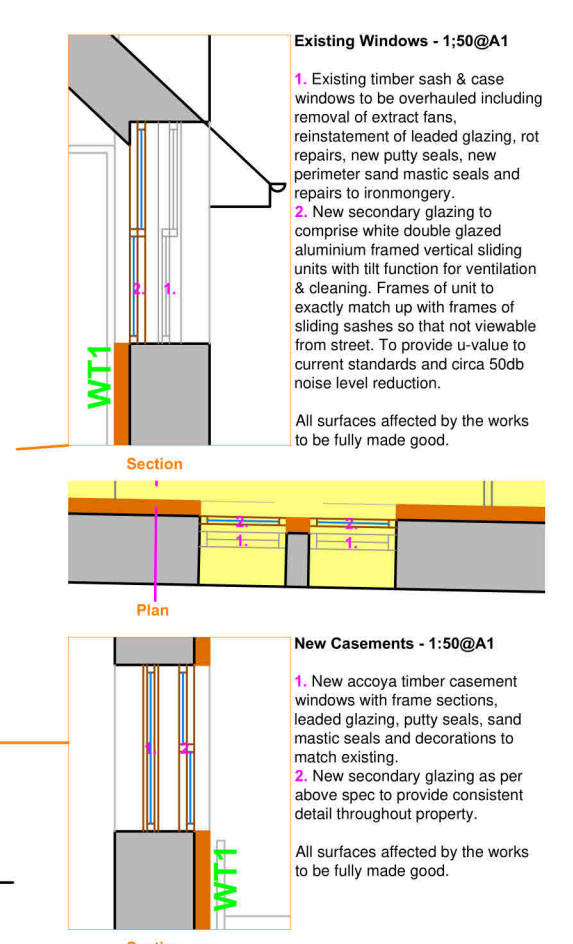 Existing Windows - 1;50@A1
1. Existing timber sash & case
windows to be overhauled including
removal of extract fans,
reinstatement of leaded glazing, rot
repairs, new putty seals, new
perimeter sand mastic seals and
repairs to ironmongery.
2. New secondary glazing to
comprise white double glazed
aluminium framed vertical sliding
units with tilt function for ventilation
& cleaning. Frames of unit to
exactly match up with frames of
sliding sashes so that not viewable
from street. To provide u-value to
current standards and circa 50db
noise level reduction.
All surfaces affected by the works
to be fully made good.
2. 1.
WT1
Section
2. 2.
1. 1.
Plan
New Casements - 1:50@A1
1. New accoya timber casement
windows with frame sections,
leaded glazing, putty seals, sand
mastic seals and decorations to
match existing.
2. New secondary glazing as per
above spec to provide consistent
detail throughout property.
All surfaces affected by the works
to be fully made good.
1. 2.
WT1